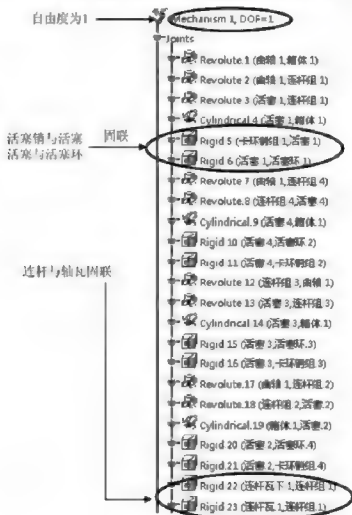 自由度为1
Mechanism 1, DOF=1
Joints
Revolute.1 (曲轴 1,箱体 1)
Revolute 2 (曲轴 1,连杆组 1)
Revolute 3 (活塞 1,连杆组 1)
Cylindrical 4 (活塞 1,箱体 1)
活塞销与活塞
活塞与活塞环
固联
Rigid 5 (卡环销组 1,活塞 1)
Rigid 6 (活塞 1,活塞环 1)
Revolute 7 (曲轴 1,连杆组 4)
Revolute.8 (连杆组 4,活塞 4)
Cylindrical.9 (活塞 4,箱体 1)
Rigid 10 (活塞 4,活塞环 2)
Rigid 11 (活塞 4,卡环销组 2)
Revolute 12 (连杆组 3,曲轴 1)
连杆与轴瓦固联
Revolute 13 (活塞 3,连杆组 3)
Cylindrical 14 (活塞 3,箱体 1)
Rigid 15 (活塞 3,活塞环.3)
Rigid 16 (活塞 3,卡环销组 3)
Revolute.17 (曲轴 1,连杆组 2)
Revolute.18 (连杆组 2,活塞 2)
Cylindrical.19 (箱体 1,活塞 2)
Rigid 20 (活塞 2,活塞环.4)
Rigid.21 (活塞 2,卡环销组.4)
Rigid 22 (连杆瓦下 1,连杆组 1)
Rigid 23 (连杆瓦 1,连杆组 1)